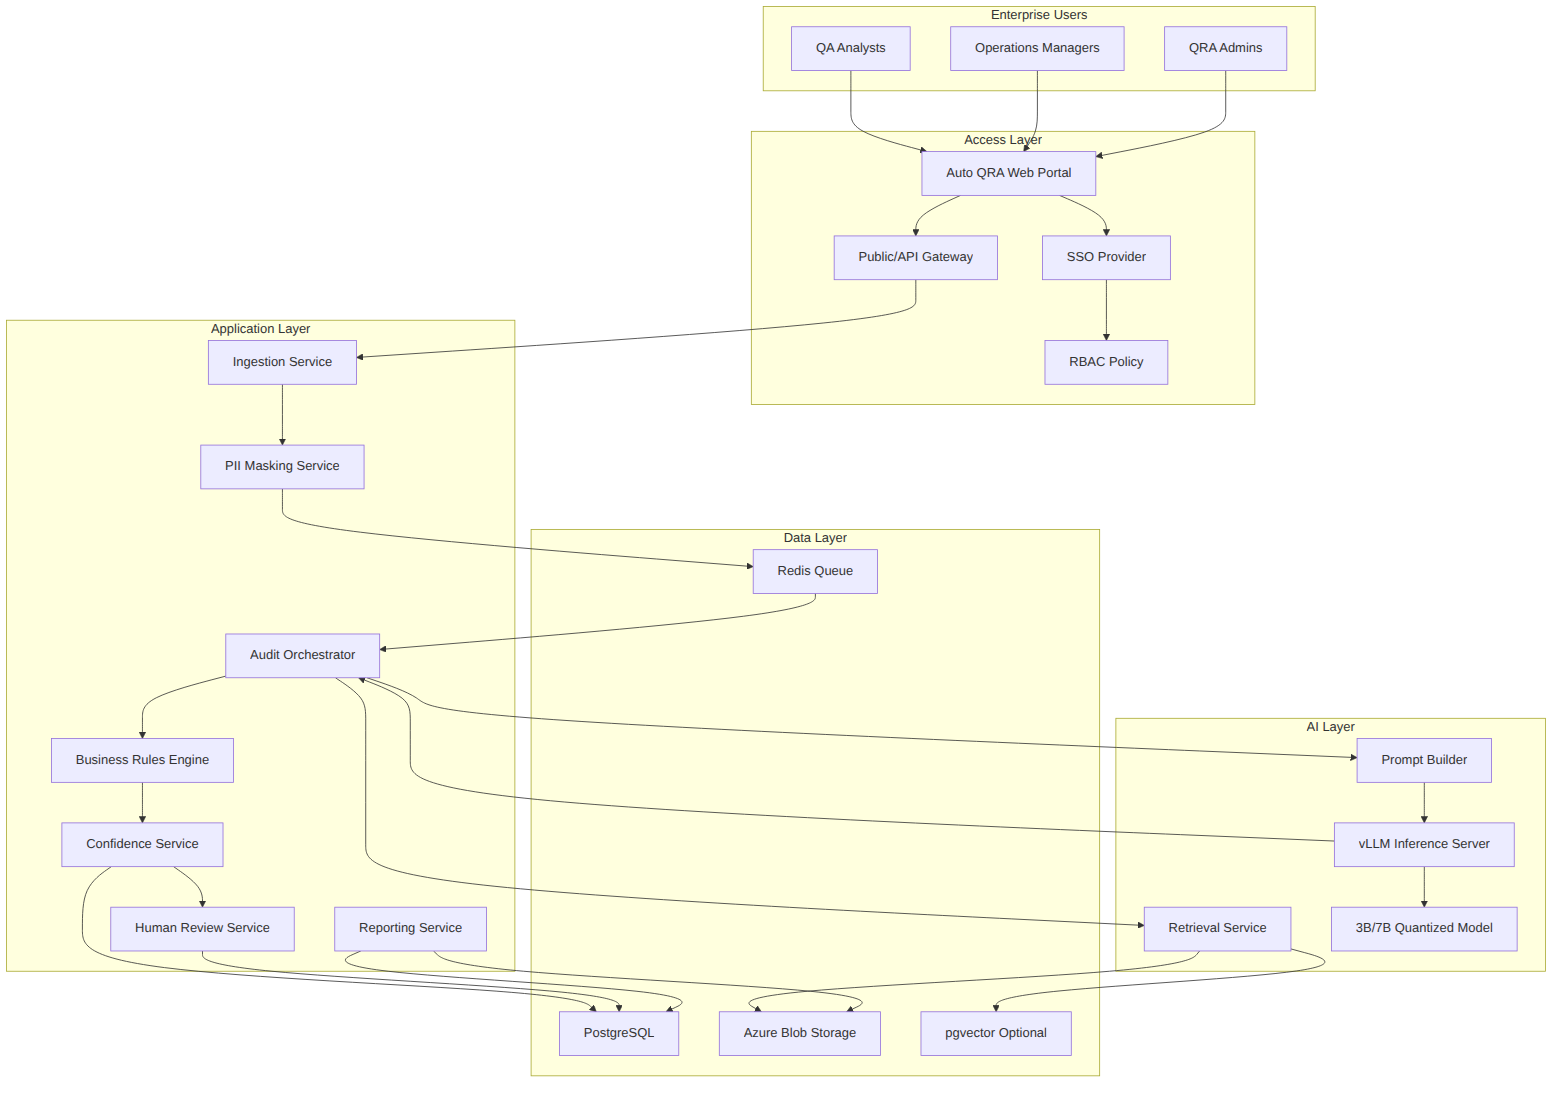 Enterprise Users
QA Analysts
Operations Managers
QRA Admins
Access Layer
Auto QRA Web Portal
Public/API Gateway
SSO Provider
RBAC Policy
Application Layer
Ingestion Service
PII Masking Service
Audit Orchestrator
Business Rules Engine
Confidence Service
Human Review Service
Reporting Service
Data Layer
Redis Queue
PostgreSQL
Azure Blob Storage
pgvector Optional
AI Layer
Prompt Builder
vLLM Inference Server
Retrieval Service
3B/7B Quantized Model